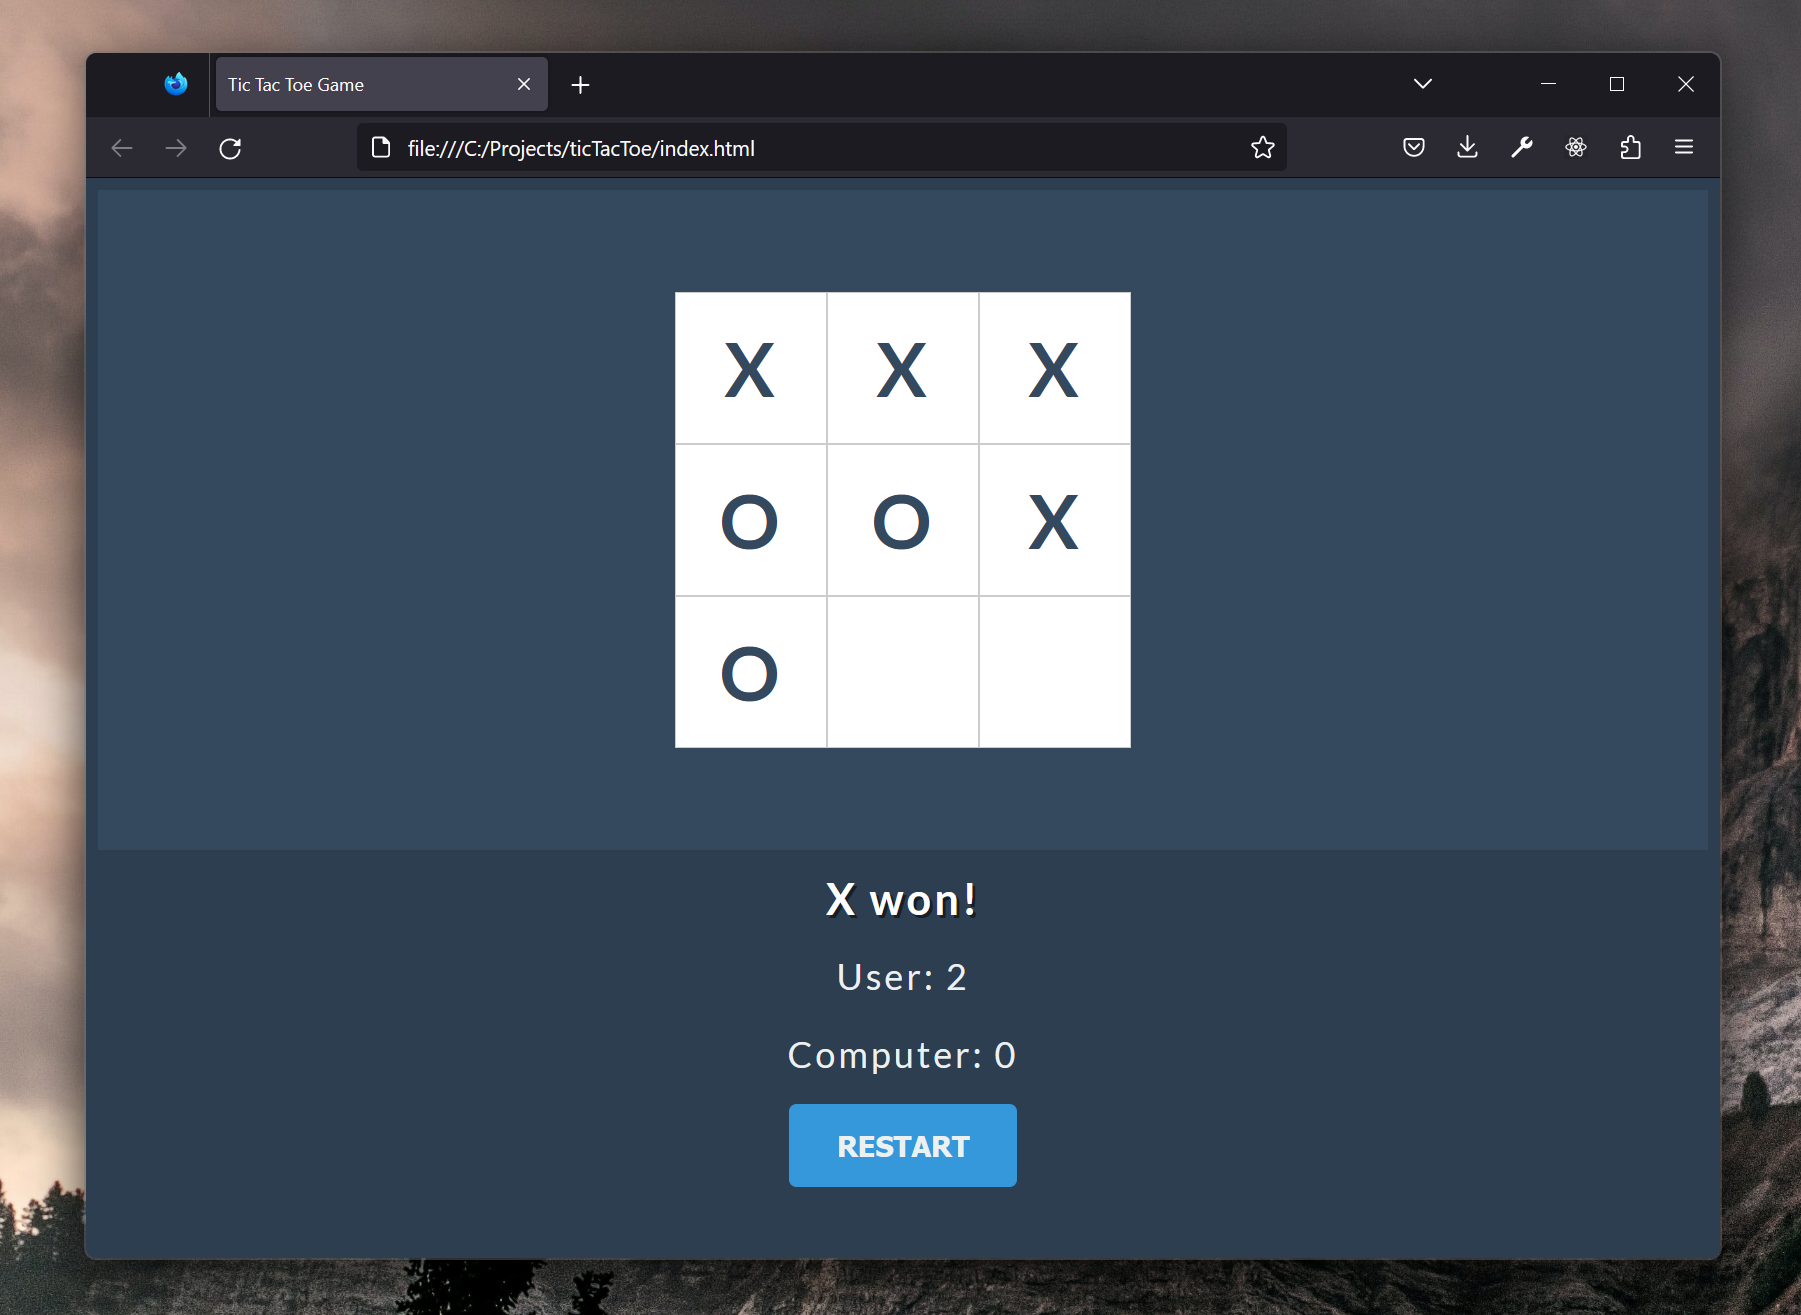 Tic Tac Toe Game
file:///C:/Projects/ticTacToe/index.html
X X X
O O X
O
X won!
User: 2
Computer: 0
RESTART